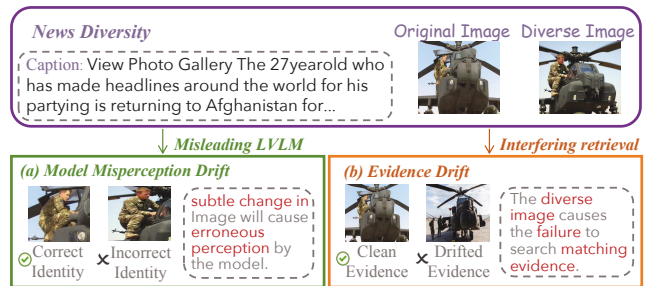 News Diversity
Original Image
Diverse Image
Caption: View Photo Gallery The 27yearold who
has made headlines around the world for his
partying is returning to Afghanistan for...
Misleading LVLM
Interfering retrieval
(a) Model Misperception Drift
Correct
Identity
Incorrect
Identity
subtle change in
Image will cause
erroneous
perception by
the model.
(b) Evidence Drift
Clean
Evidence
Drifted
Evidence
The diverse
image causes
the failure to
search matching
evidence.